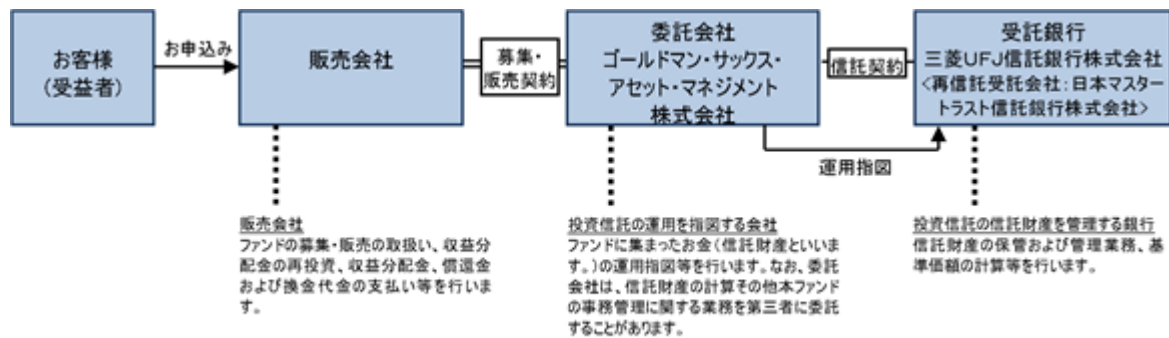 お客様
(受益者)
お申込み
販売会社
募集・
販売契約
委託会社
ゴールドマン・サックス・
アセット・マネジメント
株式会社
信託契約
受託銀行
三菱UFJ信託銀行株式会社
<再信託受託会社:日本マスター
トラスト信託銀行株式会社>
運用指図
販売会社
ファンドの募集・販売の取扱い、収益分
配金の再投資、収益分配金、償還金
および換金代金の支払い等を行いま
す。
投資信託の運用を指図する会社
ファンドに集まったお金(信託財産といいま
す。)の運用指図等を行います。なお、委託
会社は、信託財産の計算その他本ファンド
の事務管理に関する業務を第三者に委託
することがあります。
投資信託の信託財産を管理する銀行
信託財産の保管および管理業務、基
準価額の計算等を行います。